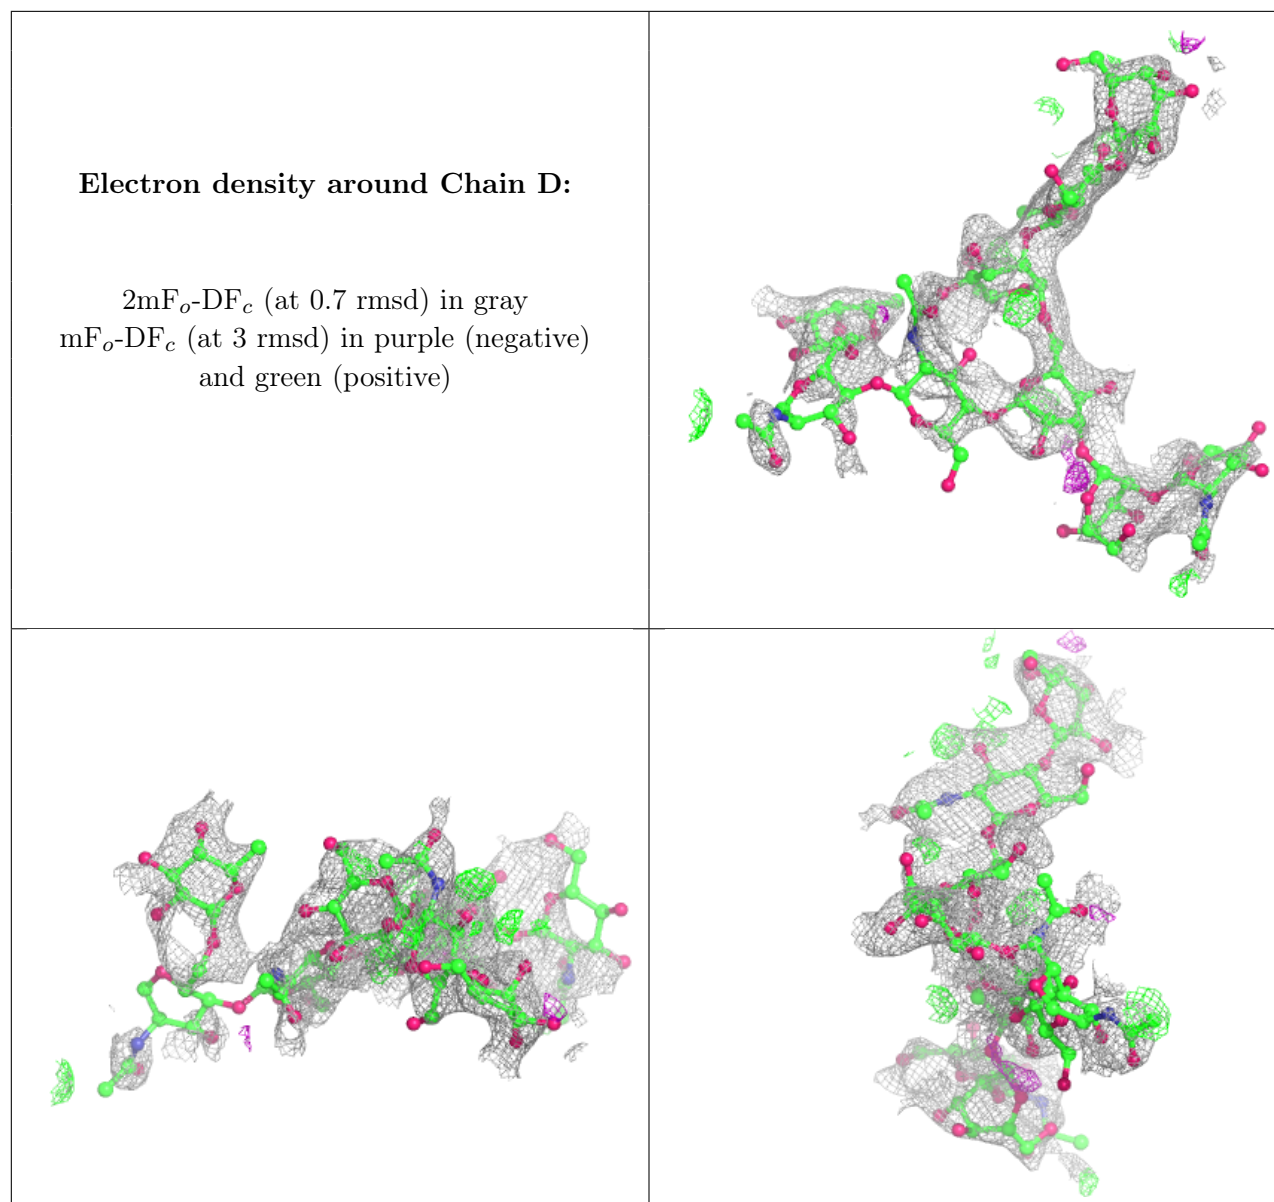 Electron density around Chain D:
2mFo-DFc (at 0.7 rmsd) in gray
mFo-DFc (at 3 rmsd) in purple (negative)
and green (positive)